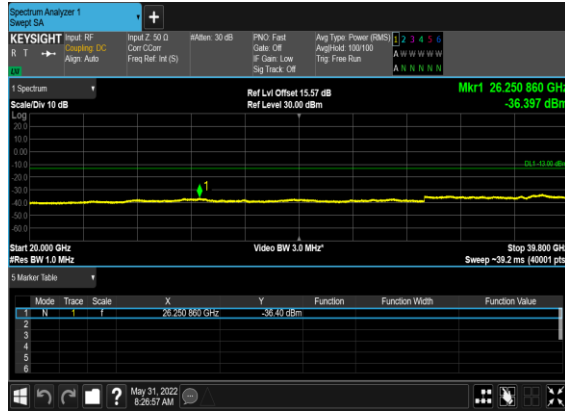 Spectrum Analyzer 1
Swept SA
+
KEYSIGHT Input: RF Input Z: 50 Ω #Atten: 30 dB PNO: Fast Avg Type: Power (RMS) 1 2 3 4 5 6
R T Coupling: DC Corr CCorr Gate: Off Avg|Hold: 100/100 A W W W W W
Align: Auto Freq Ref: Int (S) IF Gain: Low Trig: Free Run
LW Sig Track: Off A N N N N N
1 Spectrum Ref Lvl Offset 15.57 dB Mkr1 26.250 860 GHz
Scale/Div 10 dB Ref Level 30.00 dBm -36.397 dBm
Log
20.0
10.0
0.00
-10.0 DL1 -13.00 dBm
-20.0
-30.0 1
-40.0
-50.0
-60.0
Start 20.000 GHz Video BW 3.0 MHz* Stop 39.800 GHz
#Res BW 1.0 MHz Sweep ~39.2 ms (40001 pts)
5 Marker Table
Mode Trace Scale X Y Function Function Width Function Value
1 N 1 f 26.250 860 GHz -36.40 dBm
2
3
4
5
6
? May 31, 2022
8:26:57 AM